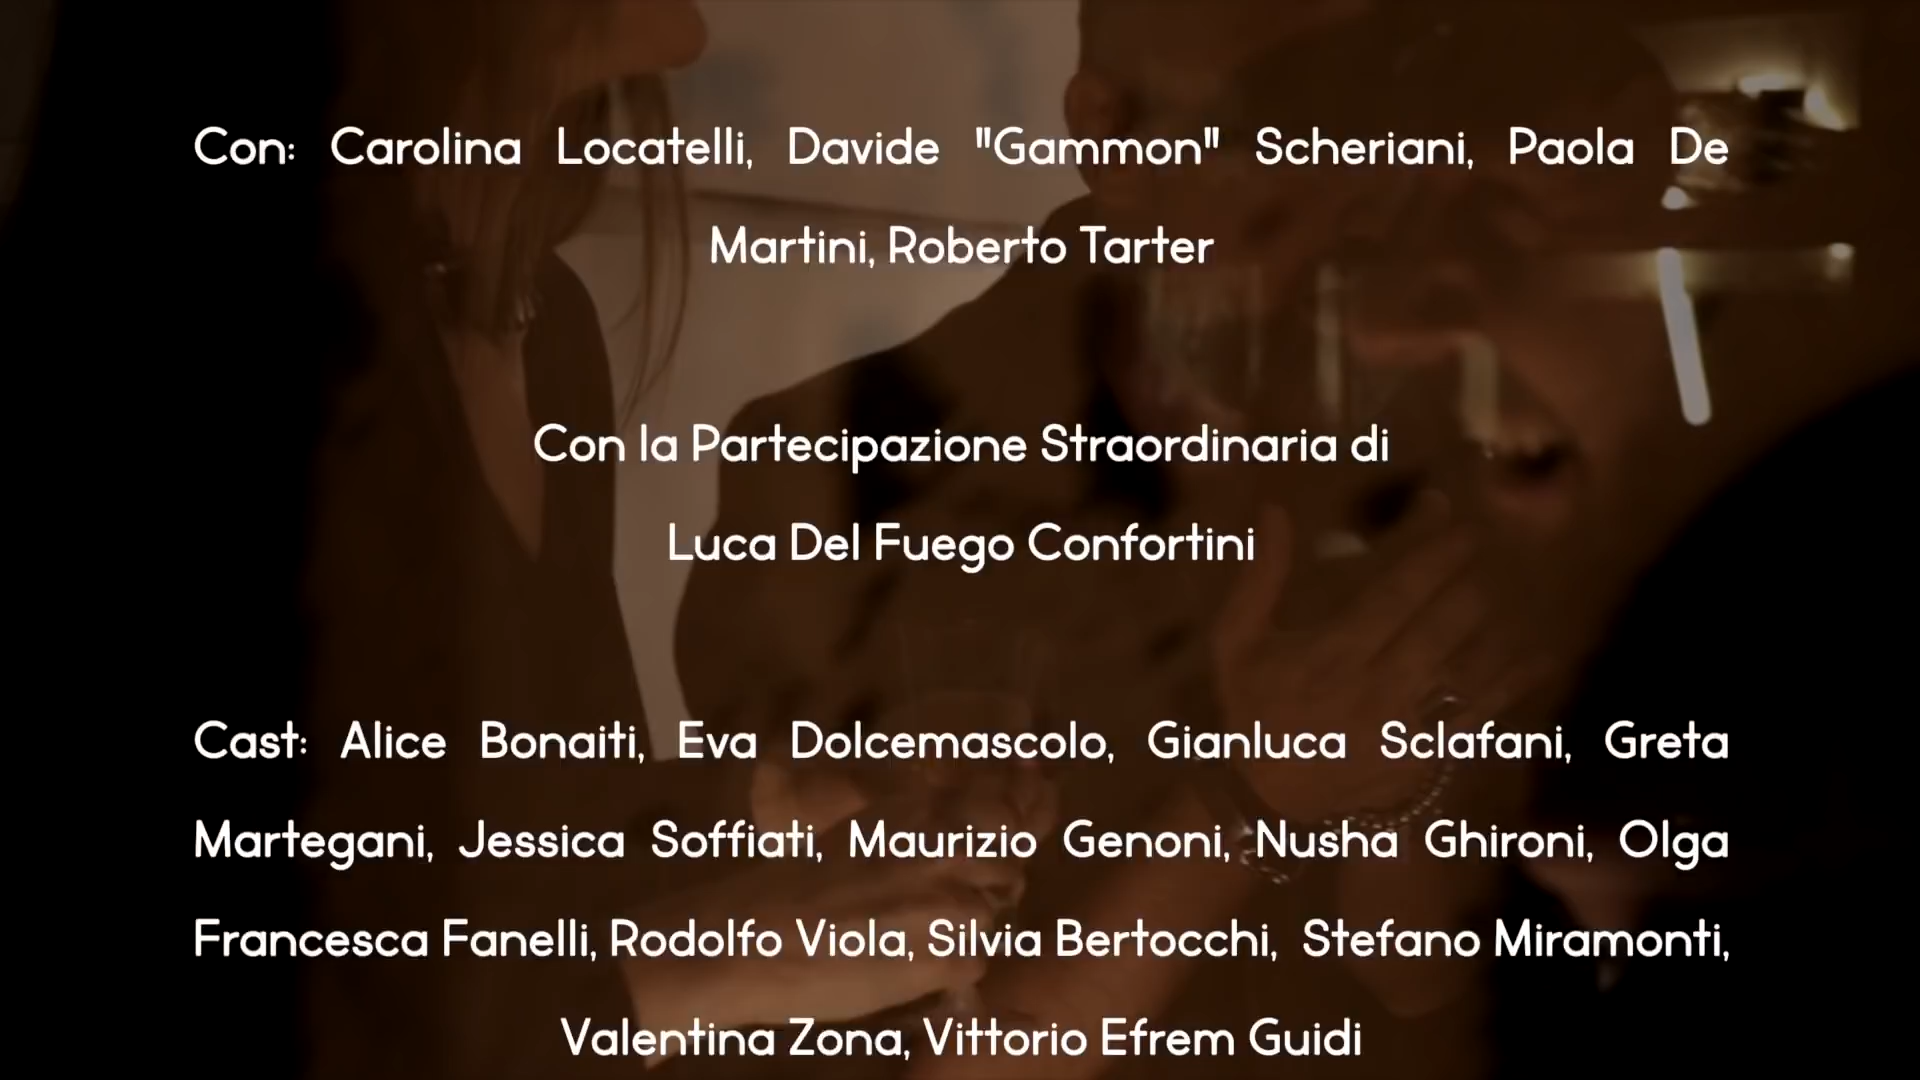 Con: Carolina Locatelli, Davide "Gammon" Scheriani, Paola De
Martini, Roberto Tarter
Con la Partecipazione Straordinaria di
Luca Del Fuego Confortini
Cast: Alice Bonaiti, Eva Dolcemascolo, Gianluca Sclafani, Greta
Martegani, Jessica Soffiati, Maurizio Genoni, Nusha Ghironi, Olga
Francesca Fanelli, Rodolfo Viola, Silvia Bertocchi, Stefano Miramonti,
Valentina Zona, Vittorio Efrem Guidi